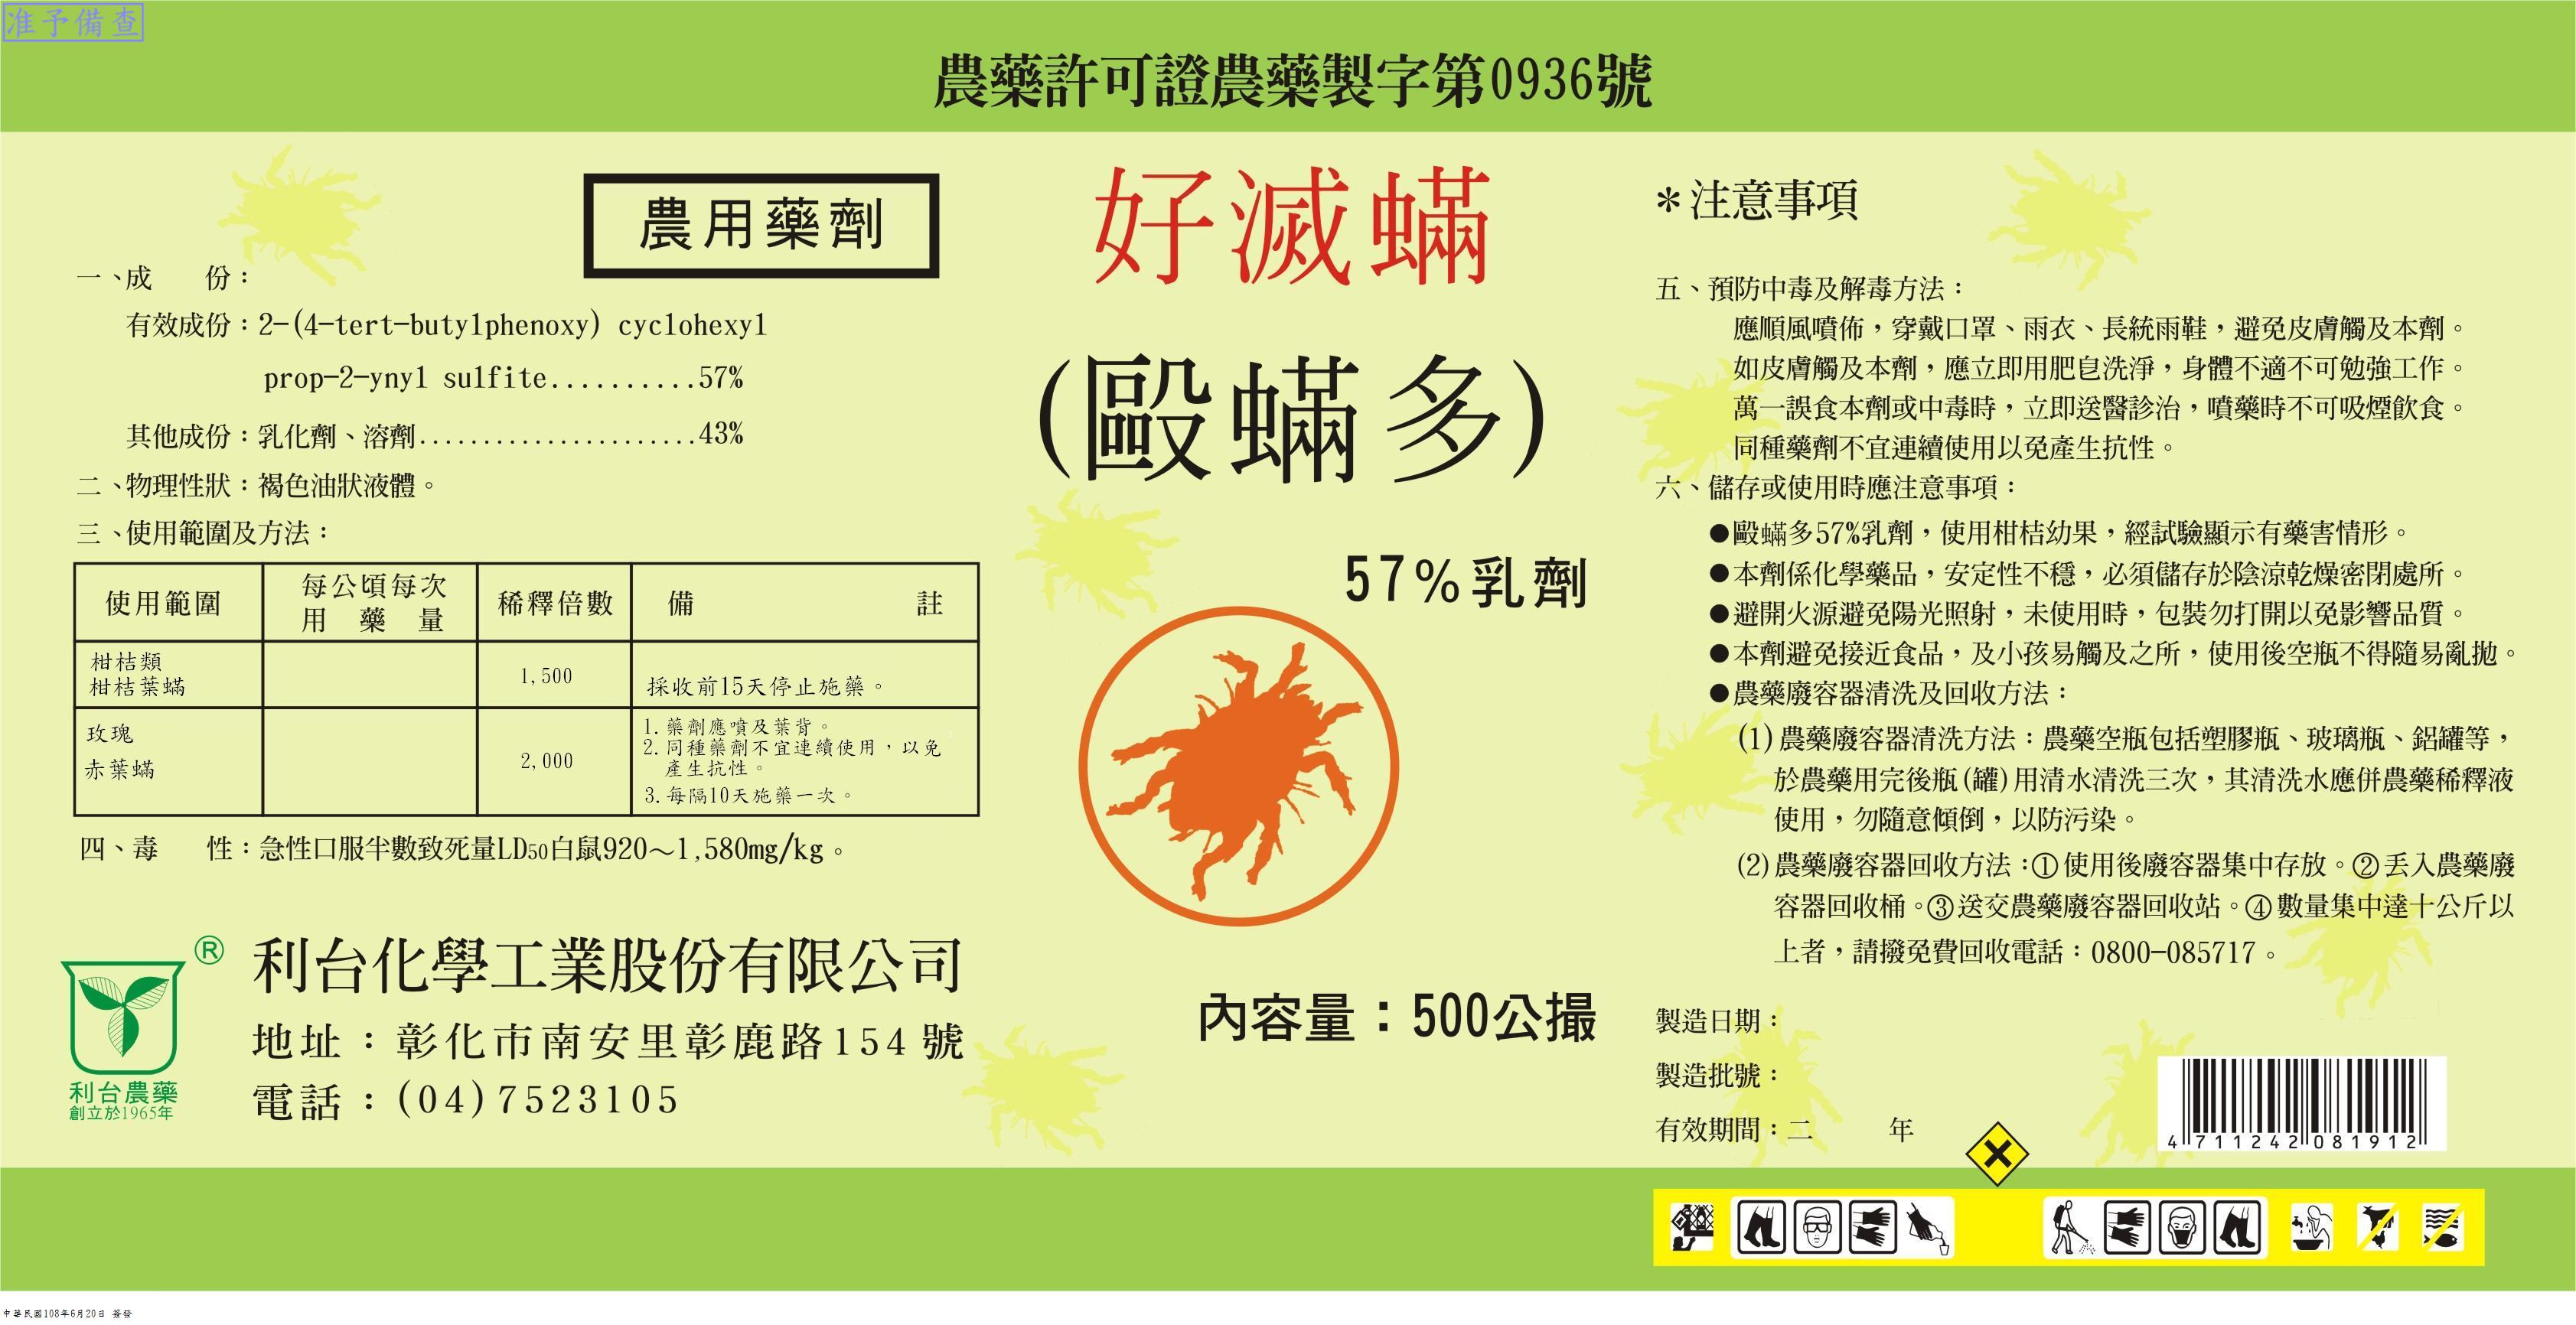 准予備查
農藥許可證農藥製字第0936號
農用藥劑
一、成　份：
有效成份：2-(4-tert-butylphenoxy) cyclohexyl
prop-2-ynyl sulfite..........57%
其他成份：乳化劑、溶劑......................43%
二、物理性狀：褐色油狀液體。
三、使用範圍及方法：
使用範圍
每公頃每次
用藥量
稀釋倍數
備註
柑桔類
柑桔葉蟎
1,500
採收前15天停止施藥。
玫瑰
赤葉蟎
2,000
1.藥劑應噴及葉背。
2.同種藥劑不宜連續使用，以免
產生抗性。
3.每隔10天施藥一次。
四、毒　性：急性口服半數致死量LD50白鼠920～1,580mg/kg。
®
利台農藥
創立於1965年
利台化學工業股份有限公司
地址：彰化市南安里彰鹿路154號
電話：(04)7523105
好滅蟎
(毆蟎多)
57%乳劑
內容量：500公撮
＊注意事項
五、預防中毒及解毒方法：
應順風噴佈，穿戴口罩、雨衣、長統雨鞋，避免皮膚觸及本劑。
如皮膚觸及本劑，應立即用肥皂洗淨，身體不適不可勉強工作。
萬一誤食本劑或中毒時，立即送醫診治，噴藥時不可吸煙飲食。
同種藥劑不宜連續使用以免產生抗性。
六、儲存或使用時應注意事項：
●毆蟎多57%乳劑，使用柑桔幼果，經試驗顯示有藥害情形。
●本劑係化學藥品，安定性不穩，必須儲存於陰涼乾燥密閉處所。
●避開火源避免陽光照射，未使用時，包裝勿打開以免影響品質。
●本劑避免接近食品，及小孩易觸及之所，使用後空瓶不得隨易亂拋。
●農藥廢容器清洗及回收方法：
(1)農藥廢容器清洗方法：農藥空瓶包括塑膠瓶、玻璃瓶、鋁罐等，
於農藥用完後瓶(罐)用清水清洗三次，其清洗水應併農藥稀釋液
使用，勿隨意傾倒，以防污染。
(2)農藥廢容器回收方法：①使用後廢容器集中存放。②丟入農藥廢
容器回收桶。③送交農藥廢容器回收站。④數量集中達十公斤以
上者，請撥免費回收電話：0800-085717。
製造日期：
製造批號：
有效期間：二　年
4 711242 081912
中華民國108年6月20日 簽發